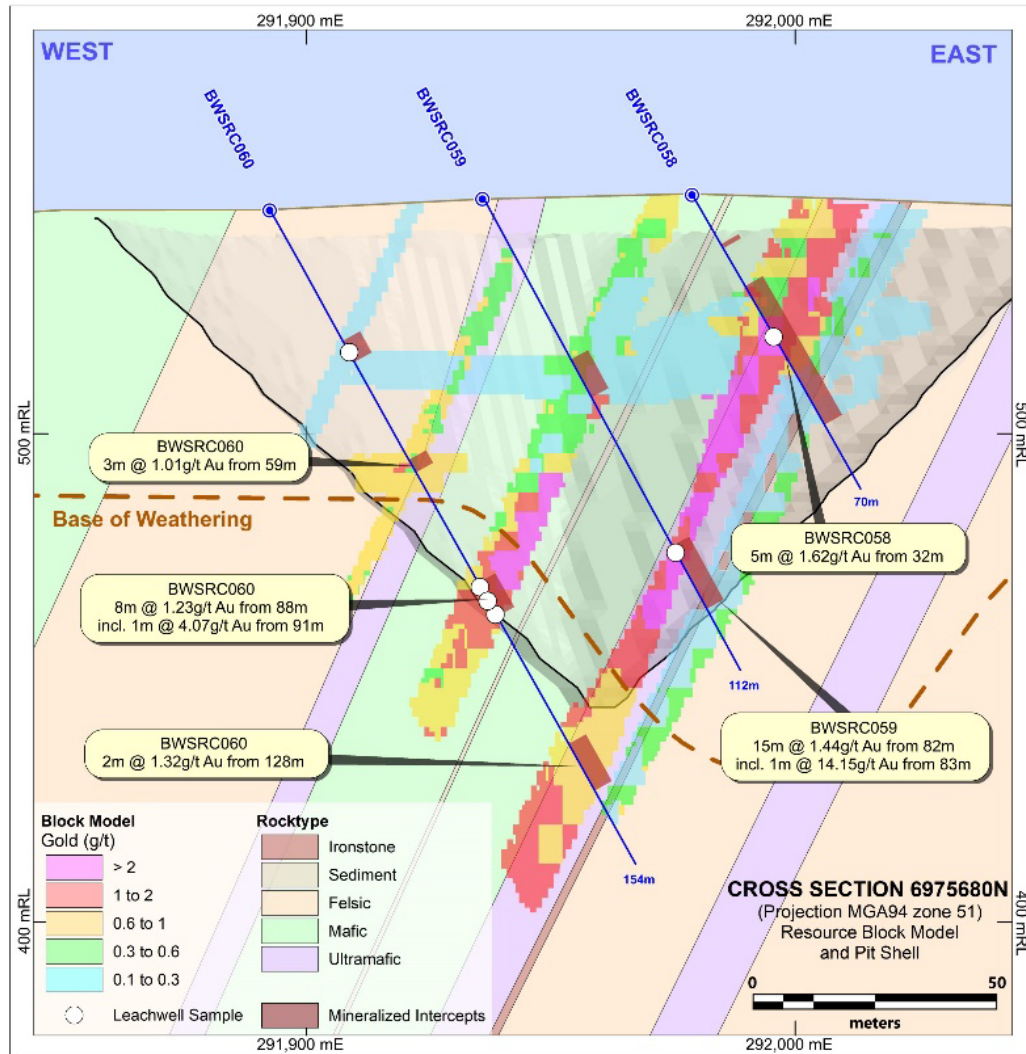 291,900 mE
292,000 mE
WEST
EAST
BWSRC060
BWSRC059
BWSRC058
500 mRL
500 mRL
BWSRC060
3m @ 1.01g/t Au from 59m
Base of Weathering
70m
BWSRC058
5m @ 1.62g/t Au from 32m
BWSRC060
8m @ 1.23g/t Au from 88m
incl. 1m @ 4.07g/t Au from 91m
112m
BWSRC059
15m @ 1.44g/t Au from 82m
incl. 1m @ 14.15g/t Au from 83m
BWSRC060
2m @ 1.32g/t Au from 128m
154m
Block Model
Gold (g/t)
> 2
1 to 2
0.6 to 1
0.3 to 0.6
0.1 to 0.3
Leachwell Sample
Rocktype
Ironstone
Sediment
Felsic
Mafic
Ultramafic
Mineralized Intercepts
CROSS SECTION 6975680N
(Projection MGA94 zone 51)
Resource Block Model
and Pit Shell
0
50
meters
400 mRL
400 mRL
291,900 mE
292,000 mE